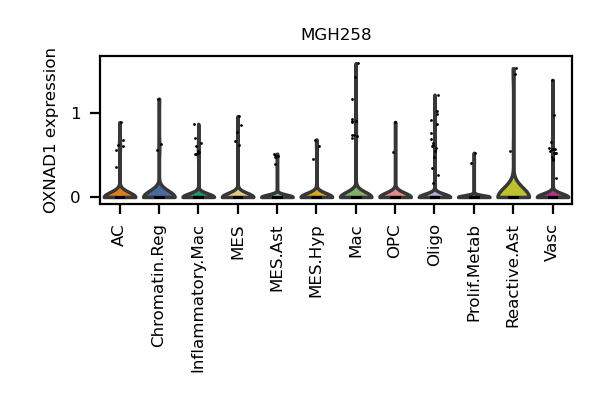 MGH258
OXNAD1 expression
1
0
AC
Chromatin.Reg
Inflammatory.Mac
MES
MES.Ast
MES.Hyp
Mac
OPC
Oligo
Prolif.Metab
Reactive.Ast
Vasc